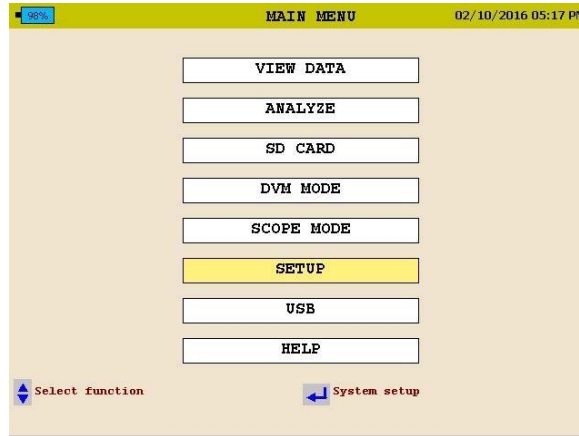 98% MAIN MENU 02/10/2016 05:17 PM
VIEW DATA
ANALYZE
SD CARD
DVM MODE
SCOPE MODE
SETUP
USB
HELP
Select function System setup